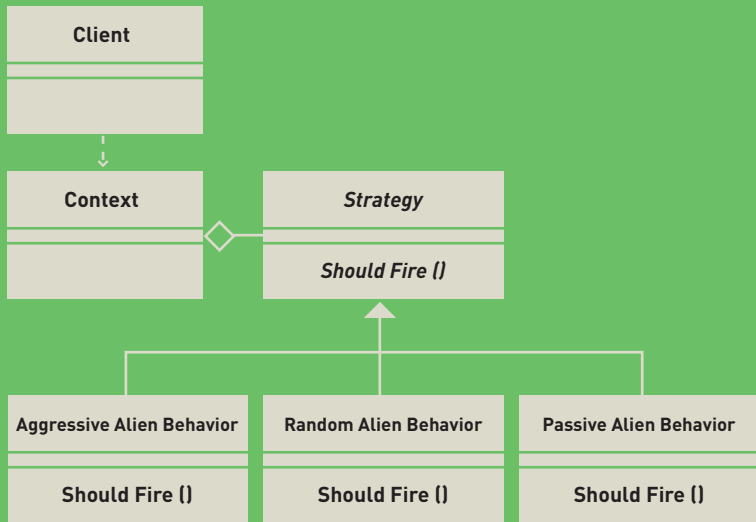 Client
Context
Strategy
Should Fire ()
Aggressive Alien Behavior
Random Alien Behavior
Passive Alien Behavior
Should Fire ()
Should Fire ()
Should Fire ()